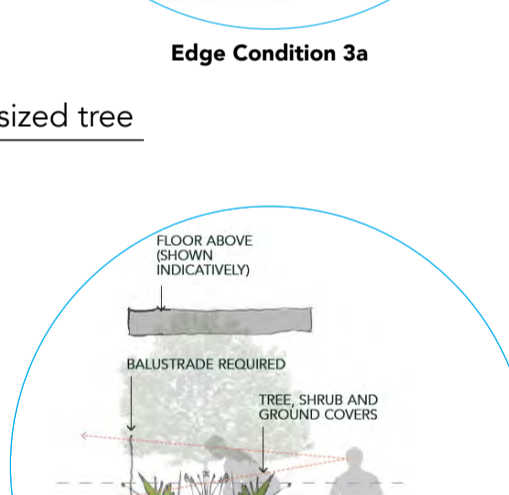 Edge Condition 3a
sized tree
FLOOR ABOVE
(SHOWN
INDICATIVELY)
BALUSTRADE REQUIRED
TREE, SHRUB AND
GROUND COVERS